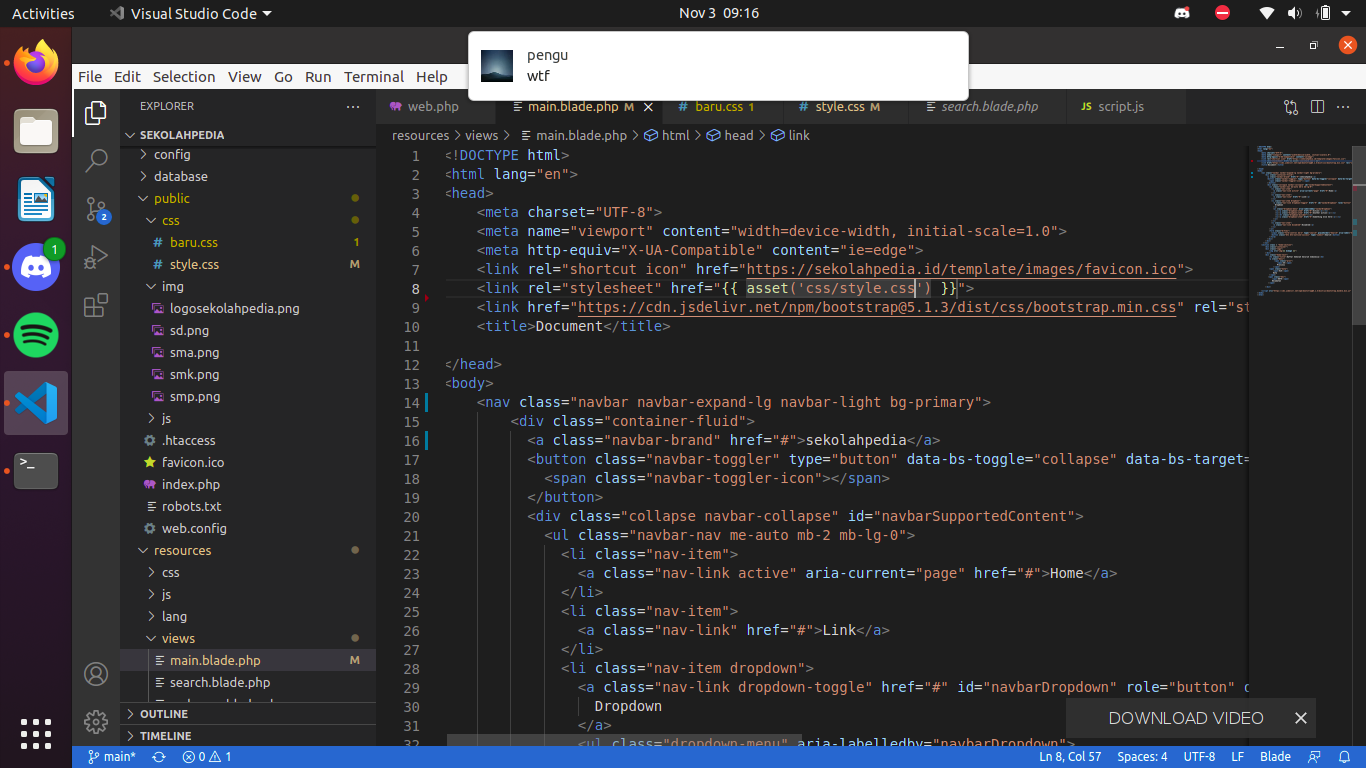 Activities
Visual Studio Code
Nov 3 09:16
pengu
wtf
File Edit Selection View Go Run Terminal Help
EXPLORER
SEKOLAHPEDIA
config
database
public
css
baru.css 1
style.css M
img
logosekolahpedia.png
sd.png
sma.png
smk.png
smp.png
js
.htaccess
favicon.ico
index.php
robots.txt
web.config
resources
css
js
lang
views
main.blade.php M
search.blade.php
OUTLINE
TIMELINE
1
2
web.php
main.blade.php M
baru.css 1
style.css M
search.blade.php
JS script.js
resources > views > main.blade.php > html > head > link
1 <!DOCTYPE html>
2 <html lang="en">
3 <head>
4 <meta charset="UTF-8">
5 <meta name="viewport" content="width=device-width, initial-scale=1.0">
6 <meta http-equiv="X-UA-Compatible" content="ie=edge">
7 <link rel="shortcut icon" href="https://sekolahpedia.id/template/images/favicon.ico">
8 <link rel="stylesheet" href="{{ asset('css/style.css') }}">
9 <link href="https://cdn.jsdelivr.net/npm/bootstrap@5.1.3/dist/css/bootstrap.min.css" rel="st
10 <title>Document</title>
11
12 </head>
13 <body>
14 <nav class="navbar navbar-expand-lg navbar-light bg-primary">
15 <div class="container-fluid">
16 <a class="navbar-brand" href="#">sekolahpedia</a>
17 <button class="navbar-toggler" type="button" data-bs-toggle="collapse" data-bs-target=
18 <span class="navbar-toggler-icon"></span>
19 </button>
20 <div class="collapse navbar-collapse" id="navbarSupportedContent">
21 <ul class="navbar-nav me-auto mb-2 mb-lg-0">
22 <li class="nav-item">
23 <a class="nav-link active" aria-current="page" href="#">Home</a>
24 </li>
25 <li class="nav-item">
26 <a class="nav-link" href="#">Link</a>
27 </li>
28 <li class="nav-item dropdown">
29 <a class="nav-link dropdown-toggle" href="#" id="navbarDropdown" role="button"
30 Dropdown
31 </a>
32 <ul class="dropdown-menu" aria-labelledby="navbarDropdown">
DOWNLOAD VIDEO
main* 0 1
Ln 8, Col 57 Spaces: 4 UTF-8 LF Blade